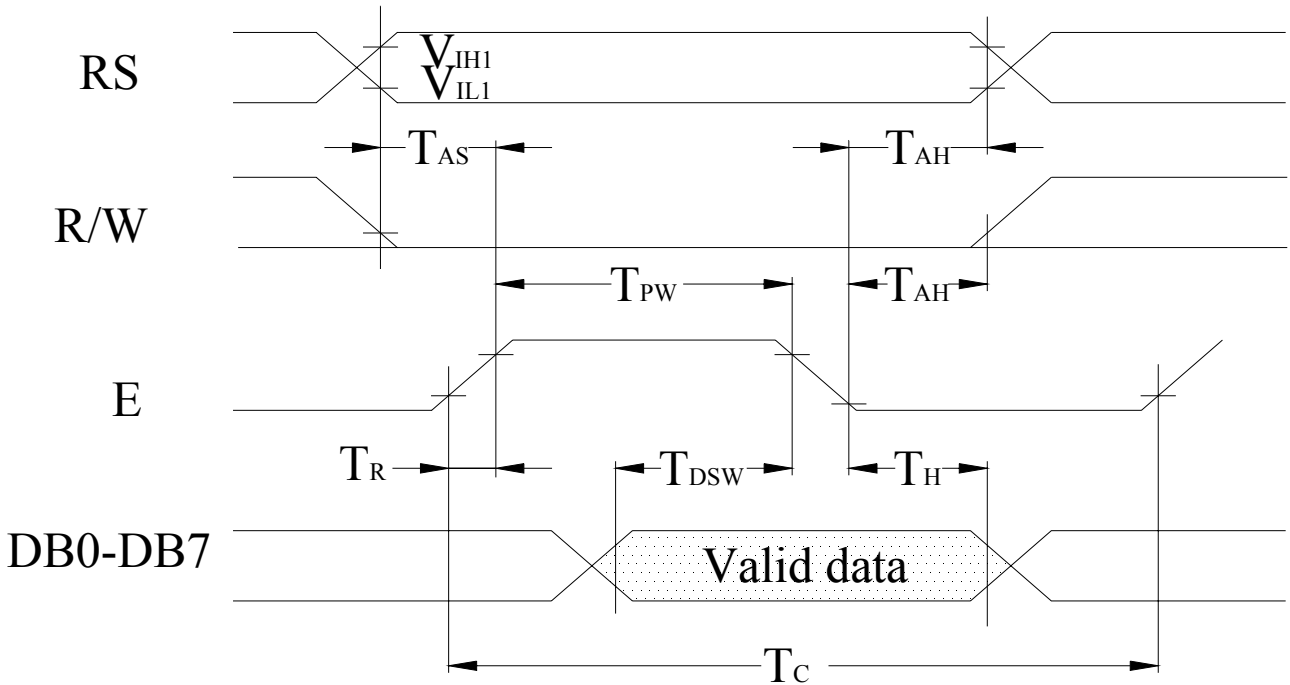 RS
VIH1
VIL1
TAS
TAH
R/W
TPW
TAH
E
TR
TDSW
TH
DB0-DB7
Valid data
TC